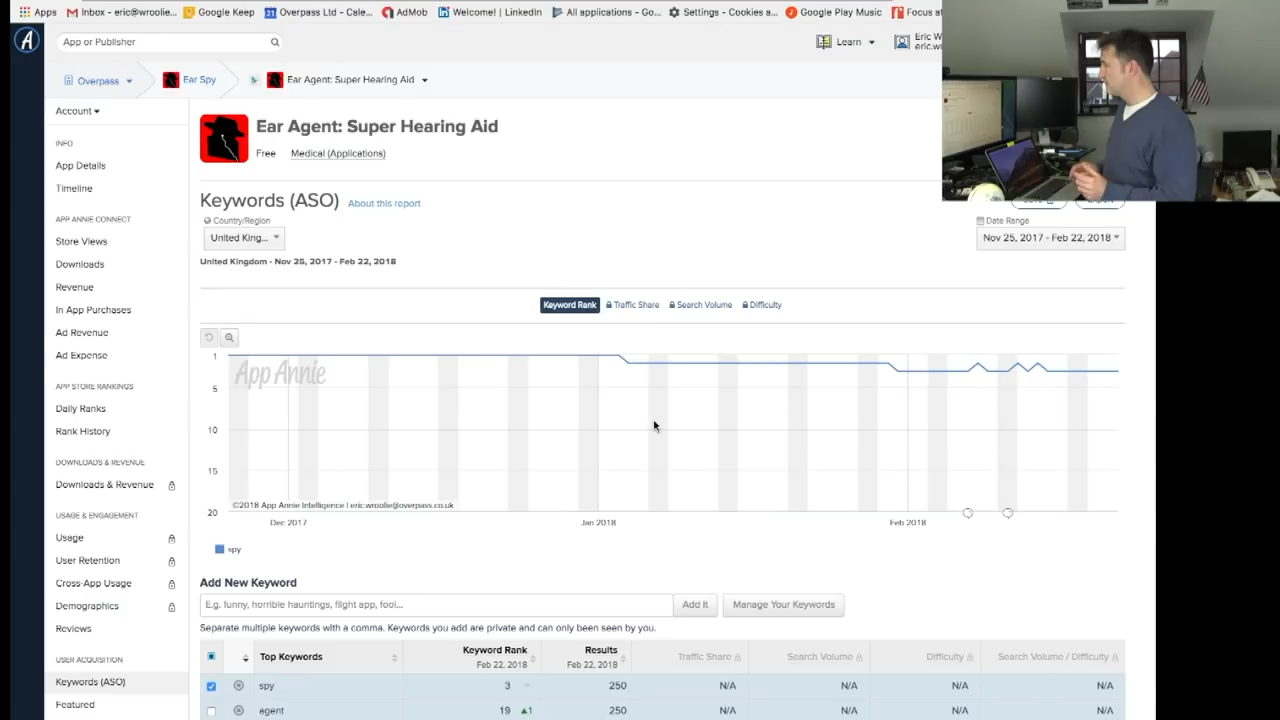 Apps
Inbox - eric@wroolie...
Google Keep
Overpass Ltd - Cale...
AdMob
Welcome! | LinkedIn
All applications - Go...
Settings - Cookies a...
Google Play Music
Focus at
App or Publisher
Learn
Eric W
eric.w
Overpass
Ear Spy
Ear Agent: Super Hearing Aid
Account
INFO
App Details
Timeline
APP ANNIE CONNECT
Store Views
Downloads
Revenue
In App Purchases
Ad Revenue
Ad Expense
APP STORE RANKINGS
Daily Ranks
Rank History
DOWNLOADS & REVENUE
Downloads & Revenue
USAGE & ENGAGEMENT
Usage
User Retention
Cross-App Usage
Demographics
Reviews
USER ACQUISITION
Keywords (ASO)
Featured
Ear Agent: Super Hearing Aid
Free
Medical (Applications)
Keywords (ASO)
About this report
Country/Region
United King...
Date Range
Nov 25, 2017 - Feb 22, 2018
United Kingdom - Nov 25, 2017 - Feb 22, 2018
Keyword Rank
Traffic Share
Search Volume
Difficulty
App Annie
1
5
10
15
20
©2018 App Annie Intelligence | eric.wroolie@overpass.co.uk
Dec 2017
Jan 2018
Feb 2018
spy
Add New Keyword
E.g. funny, horrible hauntings, flight app, fool...
Add It
Manage Your Keywords
Separate multiple keywords with a comma. Keywords you add are private and can only been seen by you.
Top Keywords
Keyword Rank
Feb 22, 2018
Results
Feb 22, 2018
Traffic Share
Search Volume
Difficulty
Search Volume / Difficulty
spy 3 - 250 N/A N/A N/A N/A
agent 19 ▲1 250 N/A N/A N/A N/A